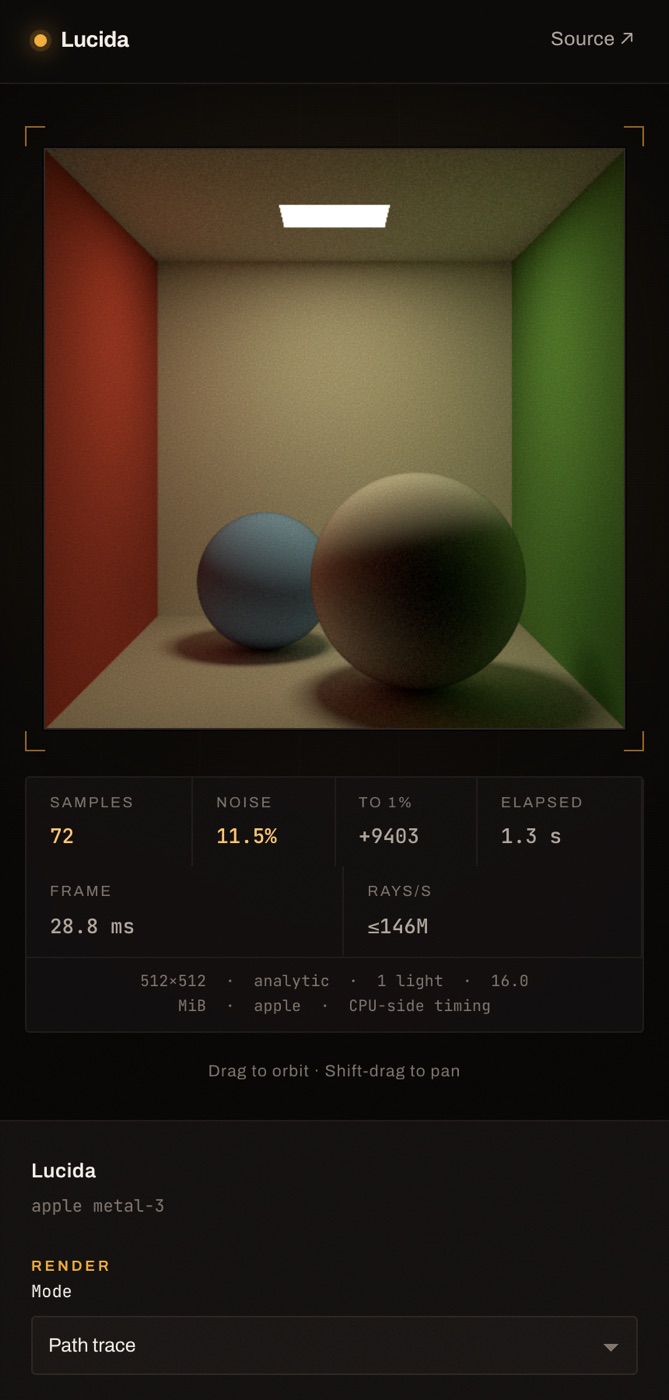 Lucida
Source ↗
SAMPLES NOISE TO 1% ELAPSED
72 11.5% +9403 1.3 s
FRAME RAYS/S
28.8 ms ≤146M
512×512 · analytic · 1 light · 16.0
MiB · apple · CPU-side timing
Drag to orbit · Shift-drag to pan
Lucida
apple metal-3
RENDER
Mode
Path trace